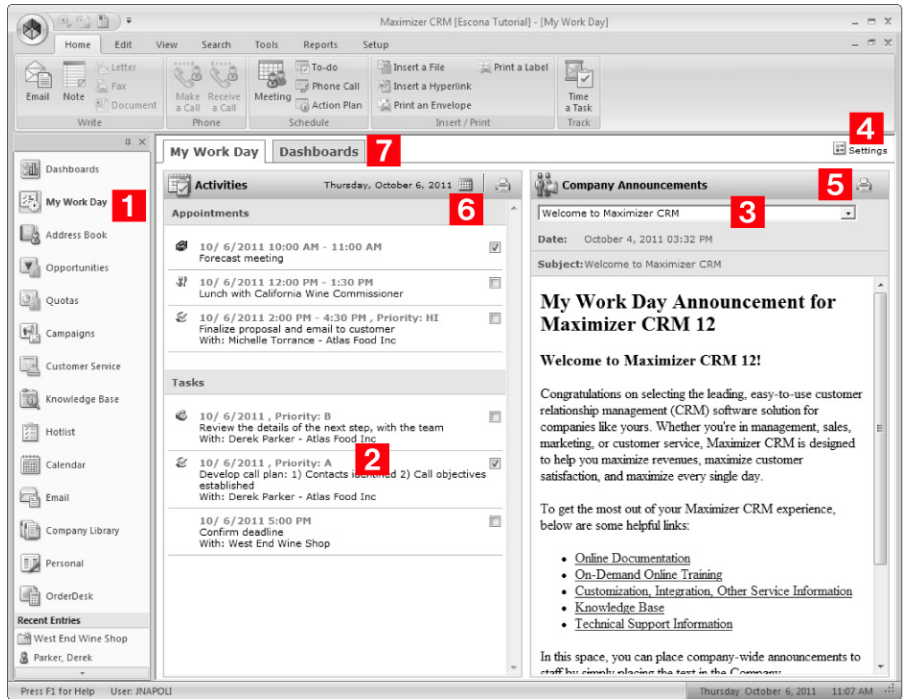 Maximizer CRM [Escona Tutorial] - [My Work Day]
Home Edit View Search Tools Reports Setup
Email
Note
Letter
Fax
Document
Write
Make a Call
Receive a Call
Phone
Meeting
To-do
Phone Call
Action Plan
Schedule
Insert a File
Insert a Hyperlink
Print an Envelope
Print a Label
Insert / Print
Time a Task
Track
Dashboards
My Work Day
1
Address Book
Opportunities
Quotas
Campaigns
Customer Service
Knowledge Base
Hotlist
Calendar
Email
Company Library
Personal
OrderDesk
Recent Entries
West End Wine Shop
Parker, Derek
My Work Day Dashboards 7
4
Settings
Activities Thursday, October 6, 2011
6
Appointments
10/ 6/2011 10:00 AM - 11:00 AM
Forecast meeting
10/ 6/2011 12:00 PM - 1:30 PM
Lunch with California Wine Commissioner
10/ 6/2011 2:00 PM - 4:30 PM , Priority: HI
Finalize proposal and email to customer
With: Michelle Torrance - Atlas Food Inc
Tasks
10/ 6/2011 , Priority: B
Review the details of the next step, with the team
With: Derek Parker - Atlas Food Inc
2
10/ 6/2011 , Priority: A
Develop call plan: 1) Contacts 2) Call objectives
established
With: Derek Parker - Atlas Food Inc
10/ 6/2011 5:00 PM
Confirm deadline
With: West End Wine Shop
Company Announcements 5
Welcome to Maximizer CRM 3
Date: October 4, 2011 03:32 PM
Subject: Welcome to Maximizer CRM
My Work Day Announcement for
Maximizer CRM 12
Welcome to Maximizer CRM 12!
Congratulations on selecting the leading, easy-to-use customer
relationship management (CRM) software solution for
companies like yours. Whether you're in management, sales,
marketing, or customer service, Maximizer CRM is designed
to help you maximize revenues, maximize customer
satisfaction, and maximize every single day.
To get the most out of your Maximizer CRM experience,
below are some helpful links:
• Online Documentation
• On-Demand Online Training
• Customization, Integration, Other Service Information
• Knowledge Base
• Technical Support Information
In this space, you can place company-wide announcements to
staff by simply placing the text in the Company
Press F1 for Help User: JNAPOLI
Thursday October 6, 2011 11:07 AM